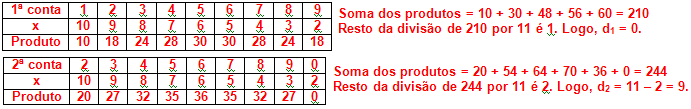 1ª conta 1 2 3 4 5 6 7 8 9
x 10 9 8 7 6 5 4 3 2
Produto 10 18 24 28 30 30 28 24 18
Soma dos produtos = 10 + 30 + 48 + 56 + 60 = 210
Resto da divisão de 210 por 11 é 1. Logo, d1 = 0.
2ª conta 2 3 4 5 6 7 8 9 0
x 10 9 8 7 6 5 4 3 2
Produto 20 27 32 35 36 35 32 27 0
Soma dos produtos = 20 + 54 + 64 + 70 + 36 + 0 = 244
Resto da divisão de 244 por 11 é 2. Logo, d2 = 11 – 2 = 9.